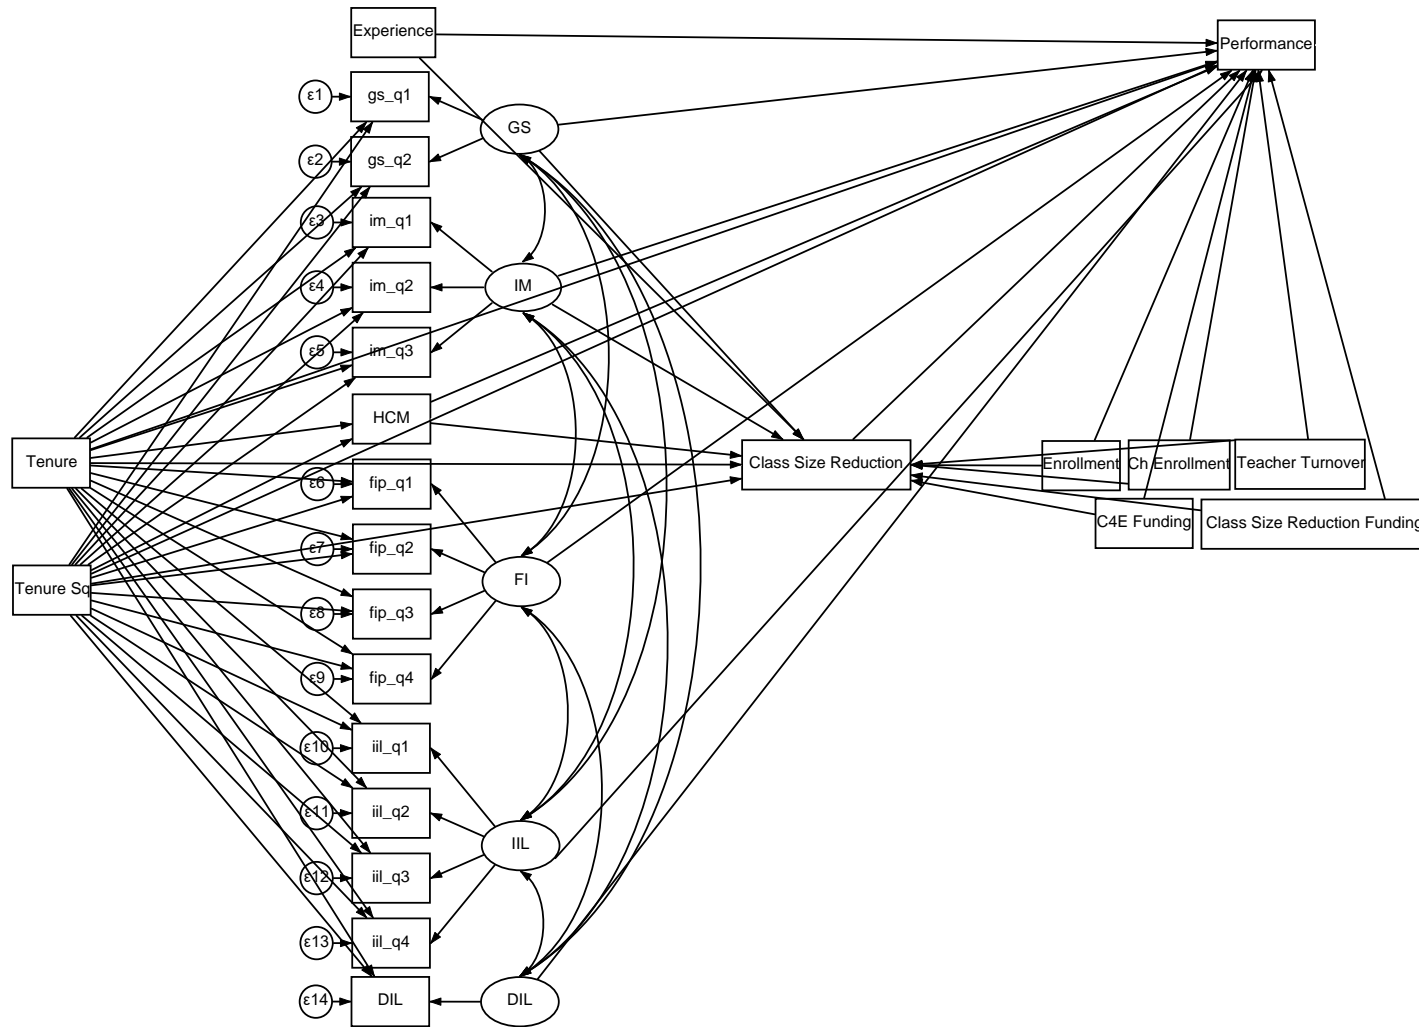 Experience
Performance
ε1
gs_q1
GS
ε2
gs_q2
ε3
im_q1
ε4
im_q2
IM
ε5
im_q3
HCM
Tenure
Class Size Reduction
Enrollment
Ch Enrollment
Teacher Turnover
ε6
fip_q1
C4E Funding
Class Size Reduction Funding
ε7
fip_q2
FI
Tenure Sq
ε8
fip_q3
ε9
fip_q4
ε10
iil_q1
ε11
iil_q2
IIL
ε12
iil_q3
ε13
iil_q4
ε14
DIL
DIL